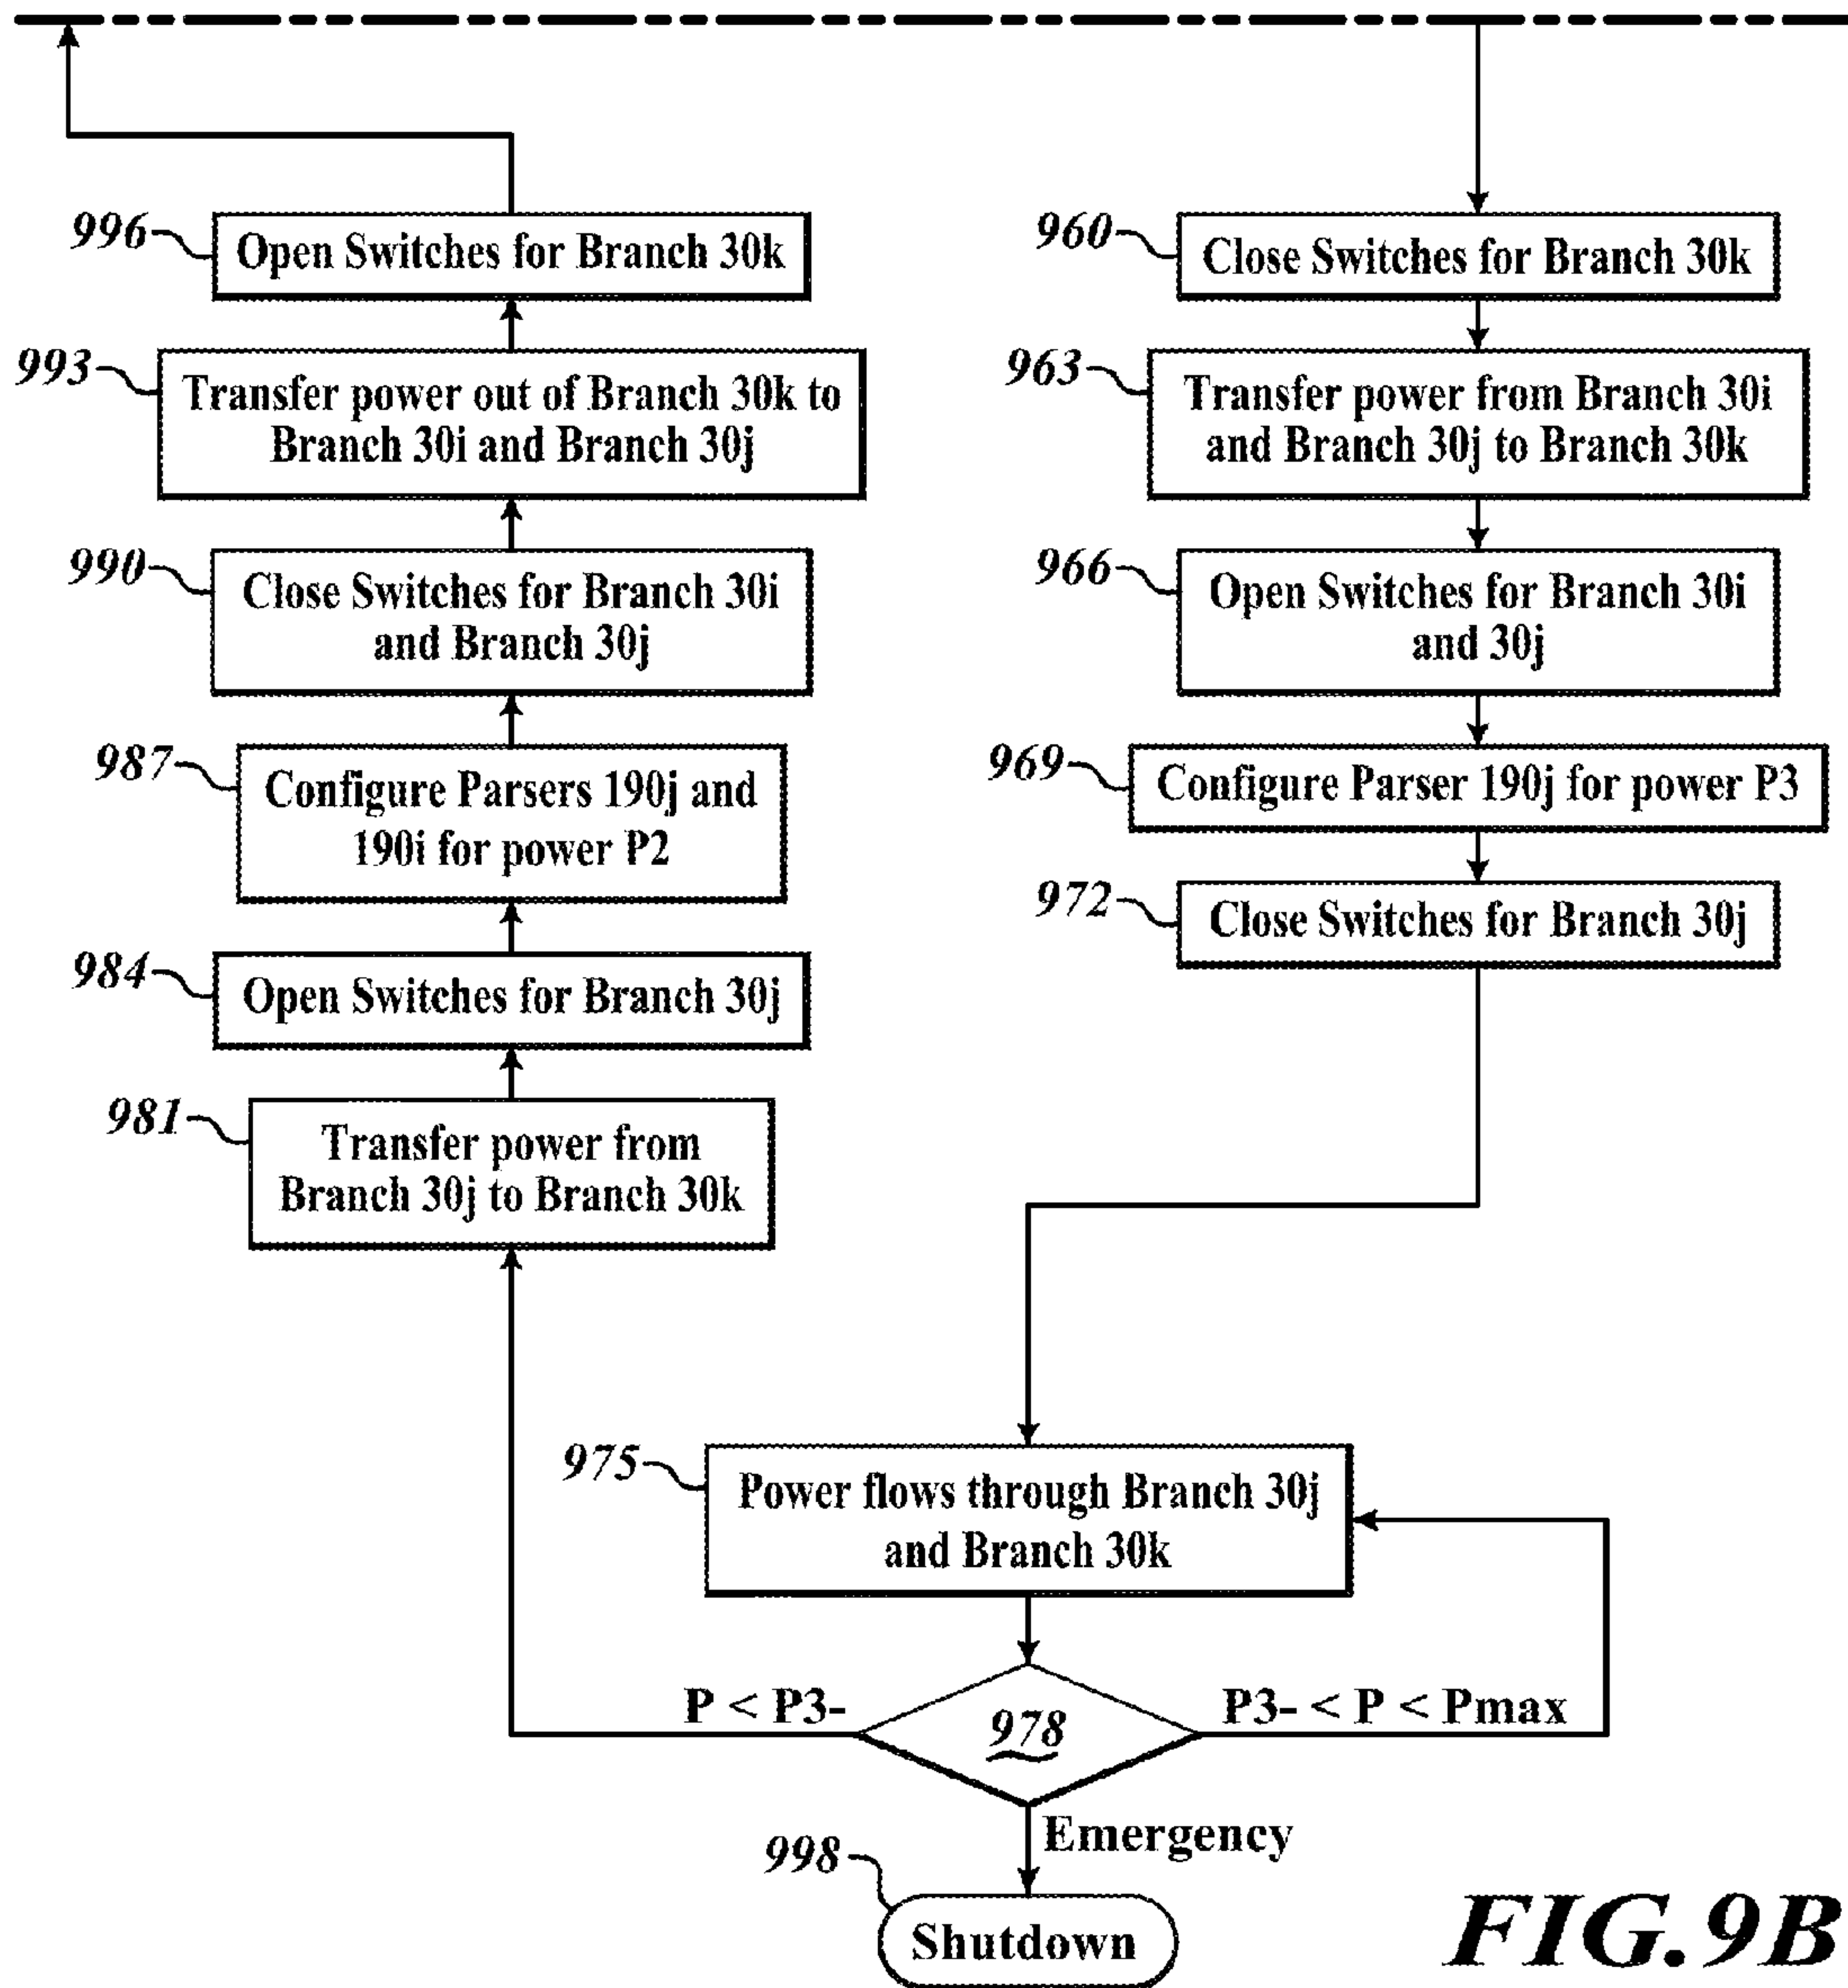 996
Open Switches for Branch 30k
993
Transfer power out of Branch 30k to
Branch 30i and Branch 30j
990
Close Switches for Branch 30i
and Branch 30j
987
Configure Parsers 190j and
190i for power P2
984
Open Switches for Branch 30j
981
Transfer power from
Branch 30j to Branch 30k
960
Close Switches for Branch 30k
963
Transfer power from Branch 30i
and Branch 30j to Branch 30k
966
Open Switches for Branch 30i
and 30j
969
Configure Parser 190j for power P3
972
Close Switches for Branch 30j
975
Power flows through Branch 30j
and Branch 30k
P < P3-
978
P3- < P < Pmax
Emergency
998
Shutdown
FIG.9B